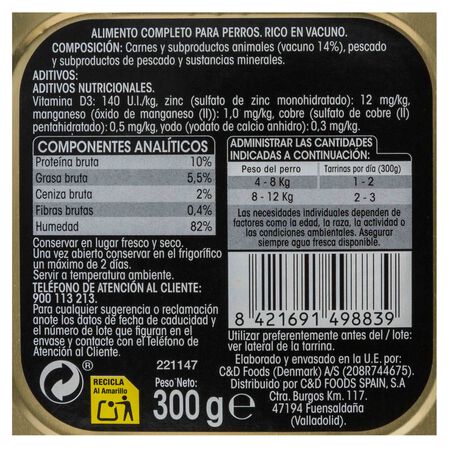 ALIMENTO COMPLETO PARA PERROS. RICO EN VACUNO.
COMPOSICIÓN: Carnes y subproductos animales (vacuno 14%), pescado
y subproductos de pescado y sustancias minerales.
ADITIVOS:
ADITIVOS NUTRICIONALES.
Vitamina D3: 140 U.I./kg, zinc (sulfato de zinc monohidratado): 12 mg/kg,
manganeso (óxido de manganeso (II)): 1,0 mg/kg, cobre (sulfato de cobre (II)
pentahidratado): 0,5 mg/kg, yodo (yodato de calcio anhidro): 0,3 mg/kg.
COMPONENTES ANALÍTICOS
Proteína bruta 10%
Grasa bruta 5,5%
Ceniza bruta 2%
Fibras brutas 0,4%
Humedad 82%
Conservar en lugar fresco y seco.
Una vez abierto conservar en el frigorífico
un máximo de 2 días.
Servir a temperatura ambiente.
TELÉFONO DE ATENCIÓN AL CLIENTE:
900 113 213.
Para cualquier sugerencia o reclamación
anote los datos de fecha de caducidad y
el número de lote que figuran en el
envase y contacte con el Teléfono de
Atención al Cliente.
221147
RECICLA
Al Amarillo
Peso Neto:
300 g e
ADMINISTRAR LAS CANTIDADES
INDICADAS A CONTINUACIÓN:
Peso del perro Tarrinas por día (300g)
4 - 8 Kg 1 - 2
8 - 12 Kg 2 - 3
Las necesidades individuales dependen de
factores como la edad, la raza, la actividad o
las condiciones ambientales. Asegurar
siempre agua fresca disponible.
8 421691 498839
Utilizar preferentemente antes del / lote:
ver lateral de la tarrina.
Elaborado y envasado en la U.E. por:
C&D Foods (Denmark) A/S (208R744675).
Distribuido por C&D FOODS SPAIN, S.A
Ctra. Burgos Km. 117.
47194 Fuensaldaña
(Valladolid).